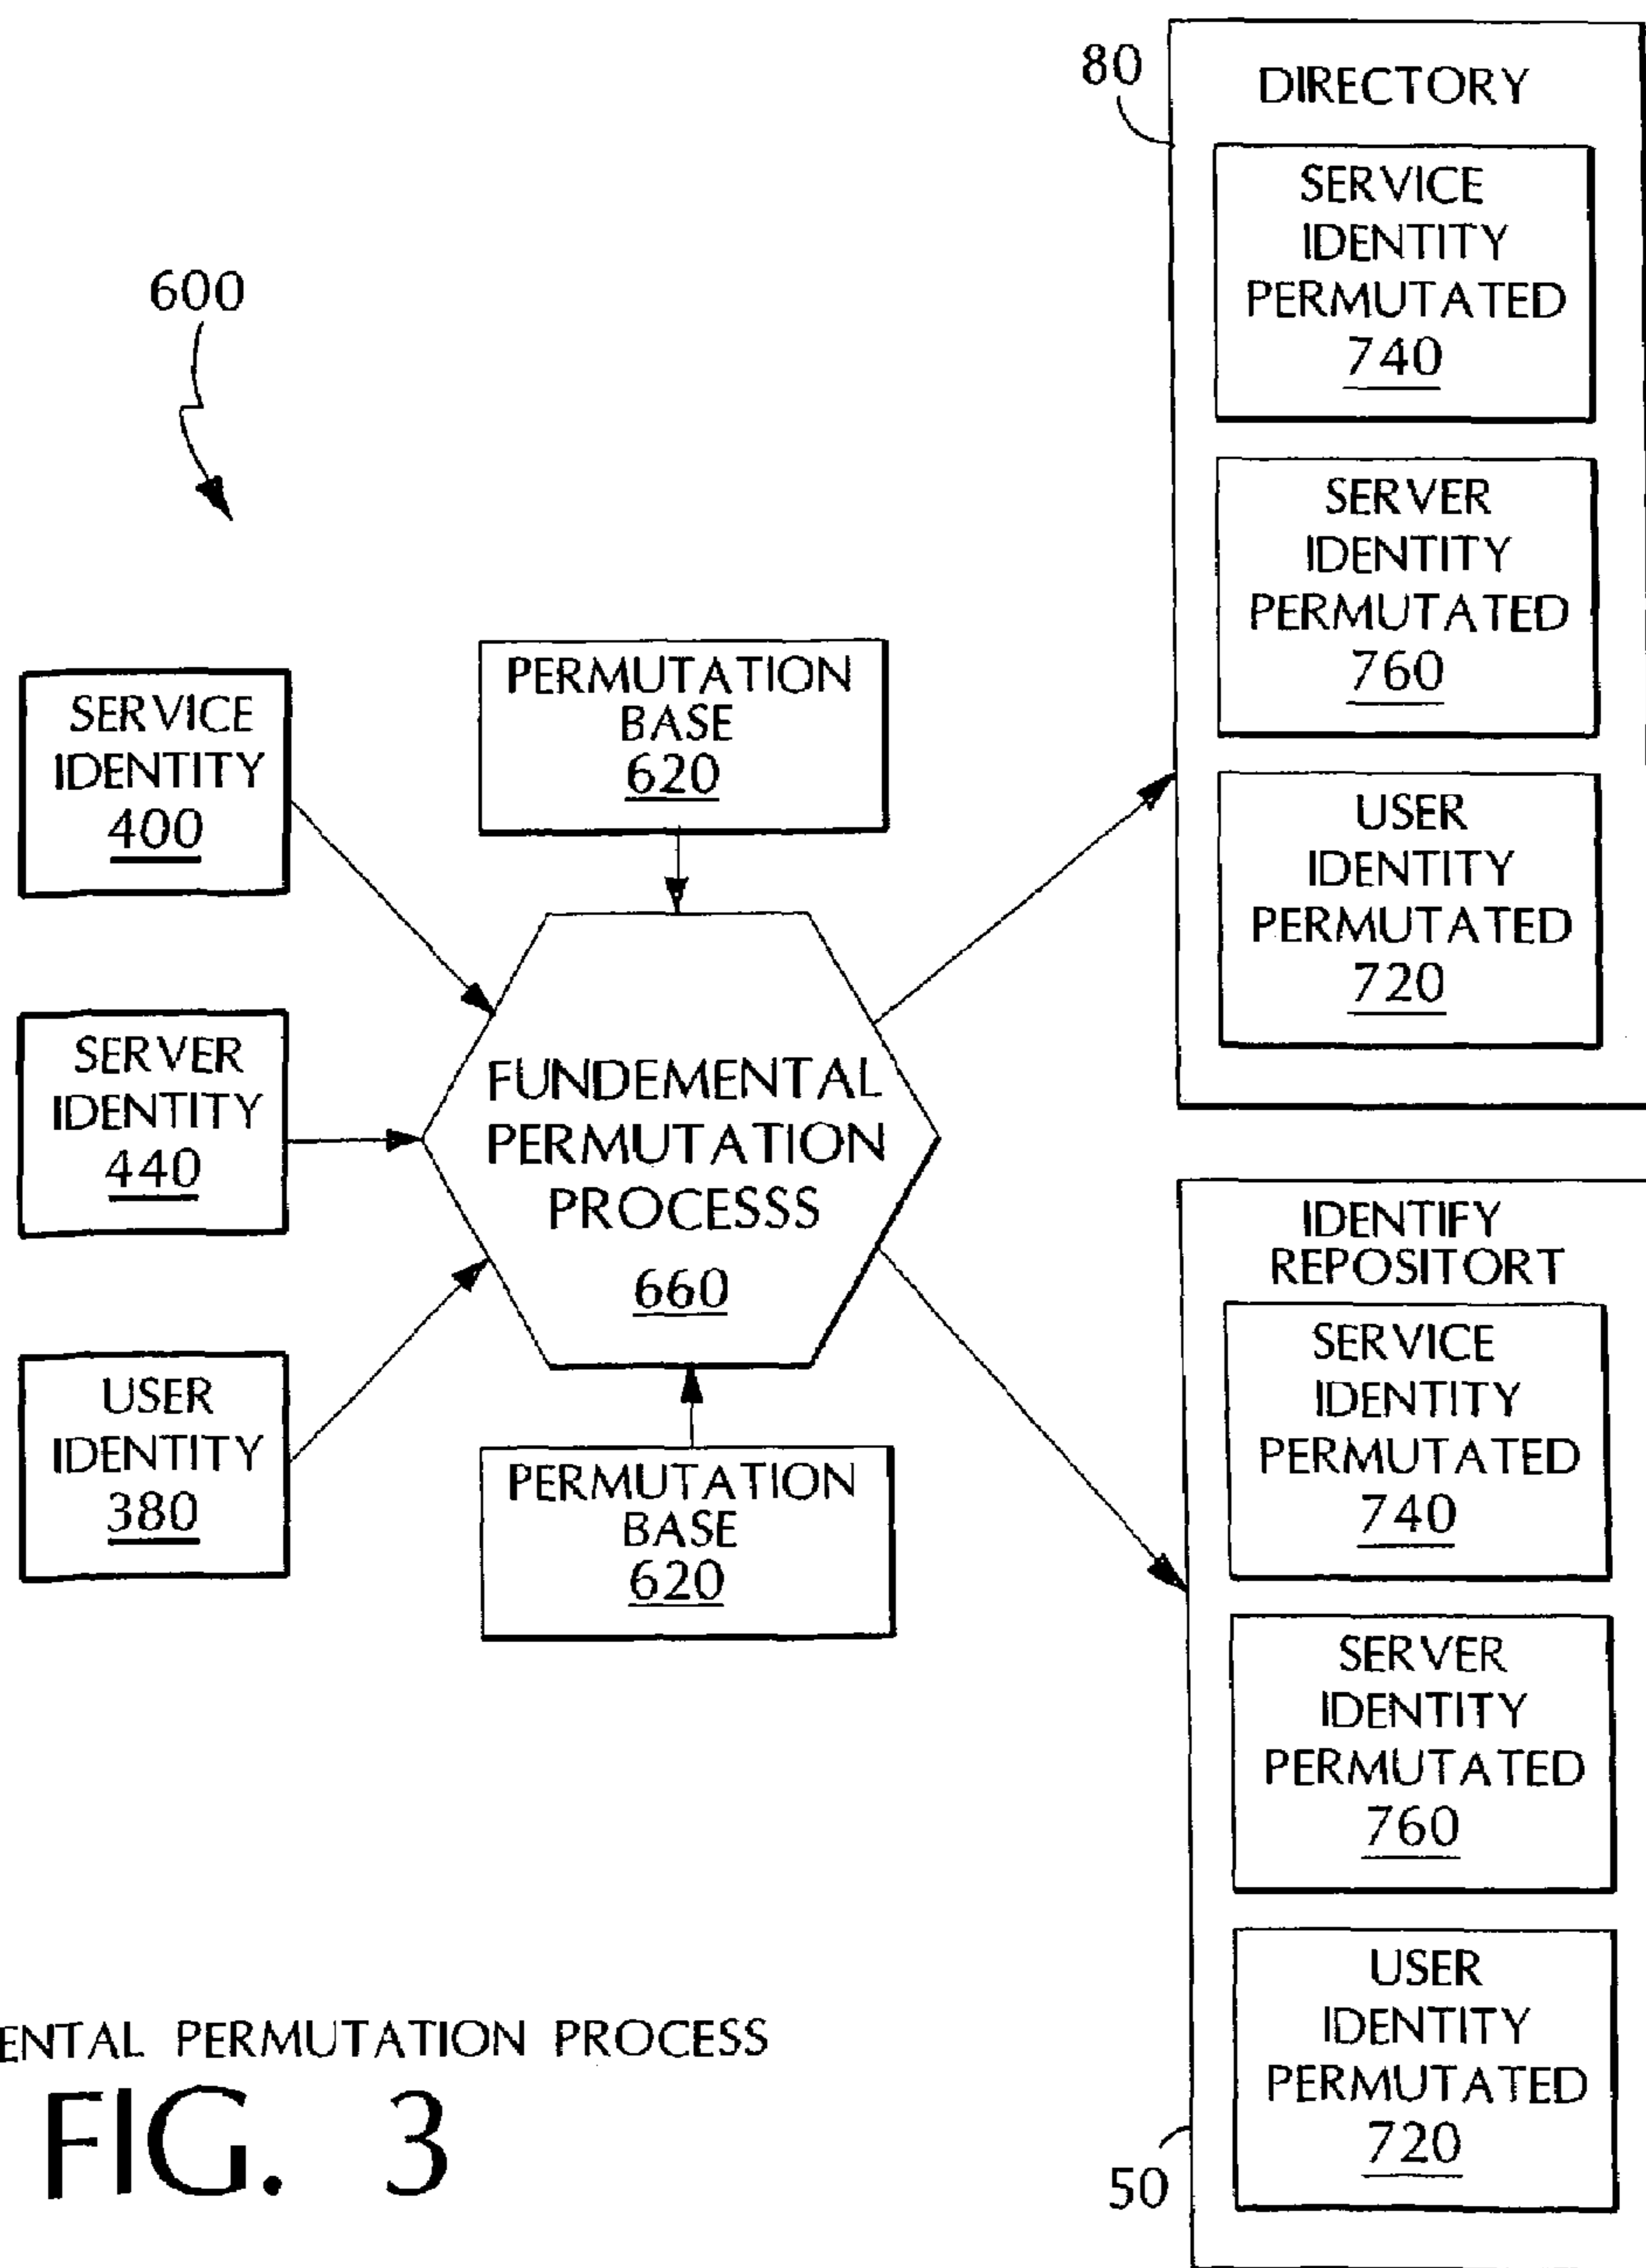 600
SERVICE
IDENTITY
400
SERVER
IDENTITY
440
USER
IDENTITY
380
PERMUTATION
BASE
620
FUNDEMENTAL
PERMUTATION
PROCESSS
660
PERMUTATION
BASE
620
80
DIRECTORY
SERVICE
IDENTITY
PERMUTATED
740
SERVER
IDENTITY
PERMUTATED
760
USER
IDENTITY
PERMUTATED
720
IDENTIFY
REPOSITORT
SERVICE
IDENTITY
PERMUTATED
740
SERVER
IDENTITY
PERMUTATED
760
USER
IDENTITY
PERMUTATED
720
50
ENTAL PERMUTATION PROCESS
FIG. 3